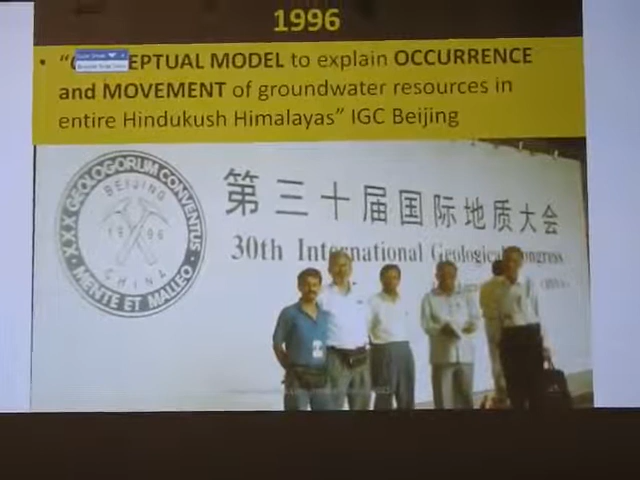 1996
• "C EPTUAL MODEL to explain OCCURRENCE
and MOVEMENT of groundwater resources in
entire Hindukush Himalayas" IGC Beijing
XXX GEOLOGORUM CONVENTUS
BEIJING
1996
CHINA
MENTE ET MALLEO
第三十届国际地质大会
30th International Geological Congress